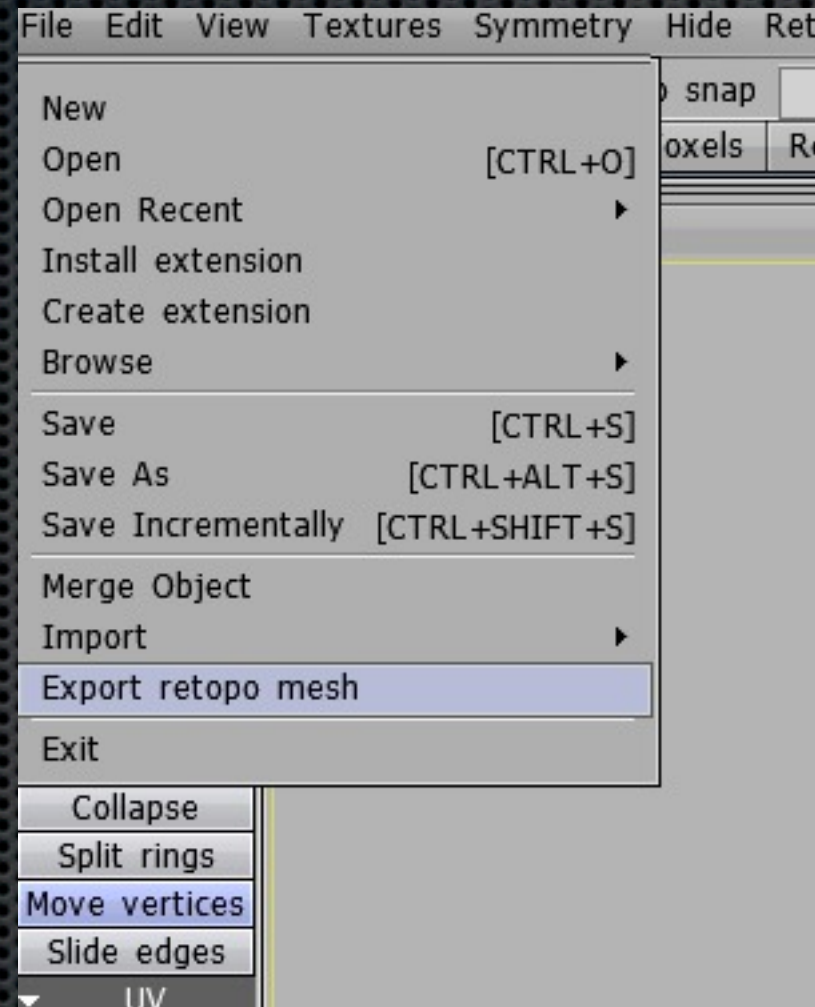 File Edit View Textures Symmetry Hide
snap
New
Open [CTRL+O]
Open Recent
Install extension
Create extension
Browse
Save [CTRL+S]
Save As [CTRL+ALT+S]
Save Incrementally [CTRL+SHIFT+S]
Merge Object
Import
Export retopo mesh
Exit
Collapse
Split rings
Move vertices
Slide edges
UV